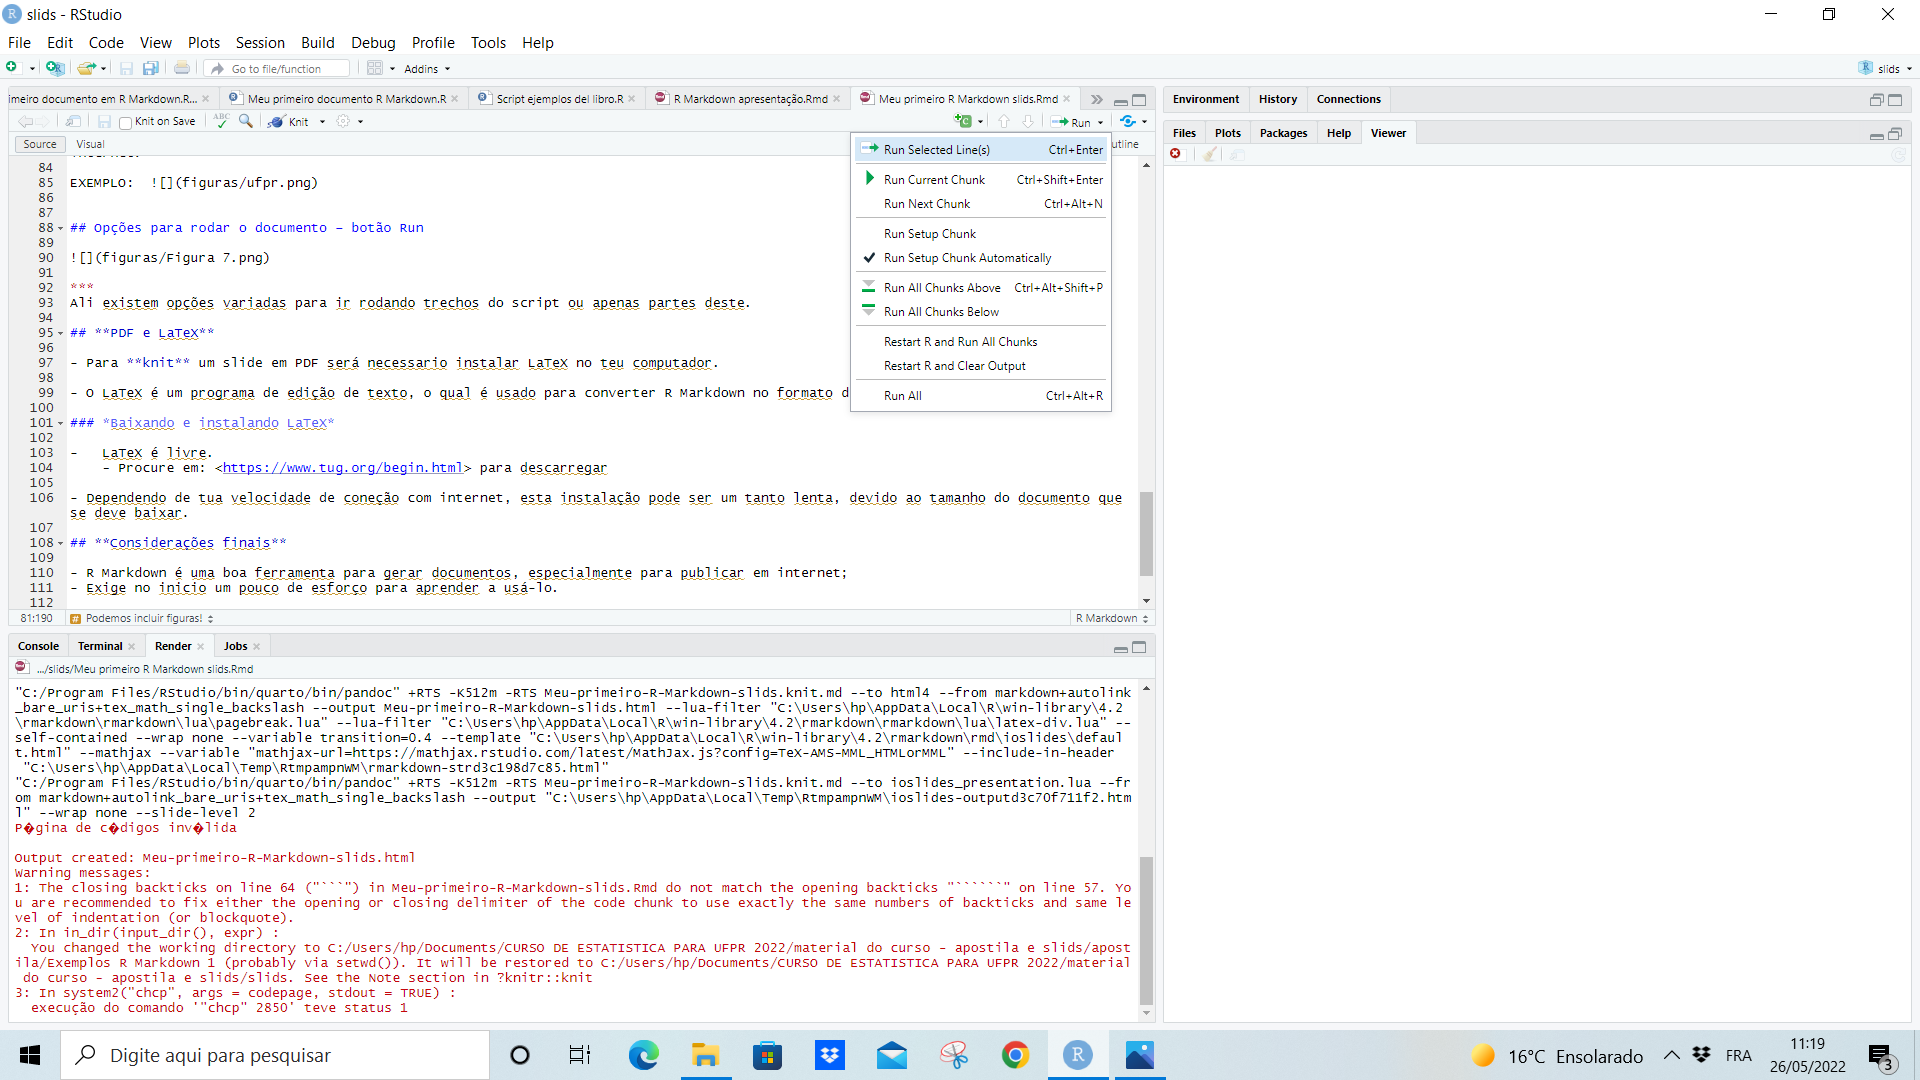 slids - RStudio
File Edit Code View Plots Session Build Debug Profile Tools Help
Go to file/function Addins slids
imeiro documento em R Markdown.R... Meu primeiro documento R Markdown.R Script ejemplos del libro.R R Markdown apresentação.Rmd Meu primeiro R Markdown slids.Rmd
Knit on Save ABC Knit Run
Source Visual utline
Run Selected Line(s) Ctrl+Enter
Run Current Chunk Ctrl+Shift+Enter
Run Next Chunk Ctrl+Alt+N
Run Setup Chunk
Run Setup Chunk Automatically
Run All Chunks Above Ctrl+Alt+Shift+P
Run All Chunks Below
Restart R and Run All Chunks
Restart R and Clear Output
Run All Ctrl+Alt+R
84
85 EXEMPLO: ![](figuras/ufpr.png)
86
87
88 ## Opções para rodar o documento – botão Run
89
90 ![](figuras/Figura 7.png)
91
92 ***
93 Ali existem opções variadas para ir rodando trechos do script ou apenas partes deste.
94
95 ## **PDF e LaTeX**
96
97 - Para **knit** um slide em PDF será necessario instalar LaTeX no teu computador.
98
99 - O LaTeX é um programa de edição de texto, o qual é usado para converter R Markdown no formato d
100
101 ### *Baixando e instalando LaTeX*
102
103 - LaTeX é livre.
104 - Procure em: <https://www.tug.org/begin.html> para descarregar
105
106 - Dependendo de tua velocidade de coneção com internet, esta instalação pode ser um tanto lenta, devido ao tamanho do documento que
se deve baixar.
107
108 ## **Considerações finais**
109
110 - R Markdown é uma boa ferramenta para gerar documentos, especialmente para publicar em internet;
111 - Exige no inicio um pouco de esforço para aprender a usá-lo.
112
81:190 # Podemos incluir figuras! R Markdown
Console Terminal Render Jobs
.../slids/Meu primeiro R Markdown slids.Rmd
"C:/Program Files/RStudio/bin/quarto/bin/pandoc" +RTS -K512m -RTS Meu-primeiro-R-Markdown-slids.knit.md --to html4 --from markdown+autolink
_bare_uris+tex_math_single_backslash --output Meu-primeiro-R-Markdown-slids.html --lua-filter "C:\Users\hp\AppData\Local\R\win-library\4.2
\rmarkdown\rmarkdown\lua\pagebreak.lua" --lua-filter "C:\Users\hp\AppData\Local\R\win-library\4.2\rmarkdown\rmarkdown\lua\latex-div.lua" --
self-contained --wrap none --variable transition=0.4 --template "C:\Users\hp\AppData\Local\R\win-library\4.2\rmarkdown\rmd\ioslides\defaul
t.html" --mathjax --variable "mathjax-url=https://mathjax.rstudio.com/latest/MathJax.js?config=TeX-AMS-MML_HTMLorMML" --include-in-header
"C:\Users\hp\AppData\Local\Temp\RtmpampnWM\rmarkdown-strd3c198d7c85.html"
"C:/Program Files/RStudio/bin/quarto/bin/pandoc" +RTS -K512m -RTS Meu-primeiro-R-Markdown-slids.knit.md --to ioslides_presentation.lua --fr
om markdown+autolink_bare_uris+tex_math_single_backslash --output "C:\Users\hp\AppData\Local\Temp\RtmpampnWM\ioslides-outputd3c70f711f2.htm
l" --wrap none --slide-level 2
P�gina de c�digos inv�lida
Output created: Meu-primeiro-R-Markdown-slids.html
Warning messages:
1: The closing backticks on line 64 ("```") in Meu-primeiro-R-Markdown-slids.Rmd do not match the opening backticks "``````" on line 57. Yo
u are recommended to fix either the opening or closing delimiter of the code chunk to use exactly the same numbers of backticks and same le
vel of indentation (or blockquote).
2: In in_dir(input_dir(), expr) :
You changed the working directory to C:/Users/hp/Documents/CURSO DE ESTATISTICA PARA UFPR 2022/material do curso - apostila e slids/apost
ila/Exemplos R Markdown 1 (probably via setwd()). It will be restored to C:/Users/hp/Documents/CURSO DE ESTATISTICA PARA UFPR 2022/material
do curso - apostila e slids/slids. See the Note section in ?knitr::knit
3: In system2("chcp", args = codepage, stdout = TRUE) :
execução do comando '"chcp" 2850' teve status 1
Environment History Connections
Files Plots Packages Help Viewer
Digite aqui para pesquisar
16°C Ensolarado FRA 11:19
26/05/2022
3